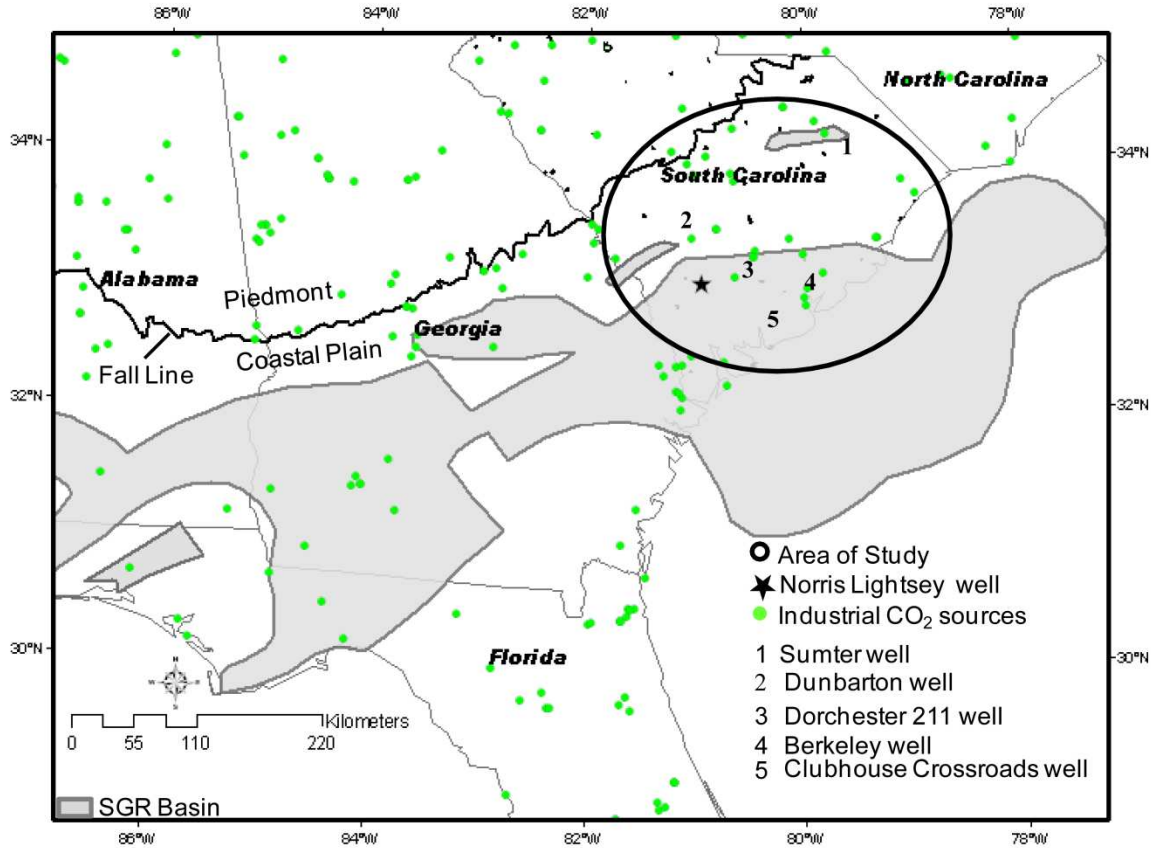 86°W 84°W 82°W 80°W 78°W
North Carolina
34°N 34°N
1
South Carolina
2
Alabama
Piedmont
3
4
Georgia
5
Coastal Plain
Fall Line
32°N 32°N
Area of Study
Norris Lightsey well
Industrial CO₂ sources
1 Sumter well
2 Dunbarton well
3 Dorchester 211 well
4 Berkeley well
5 Clubhouse Crossroads well
30°N 30°N
Florida
N
W E
S
Kilometers
0 55 110 220
SGR Basin
86°W 84°W 82°W 80°W 78°W